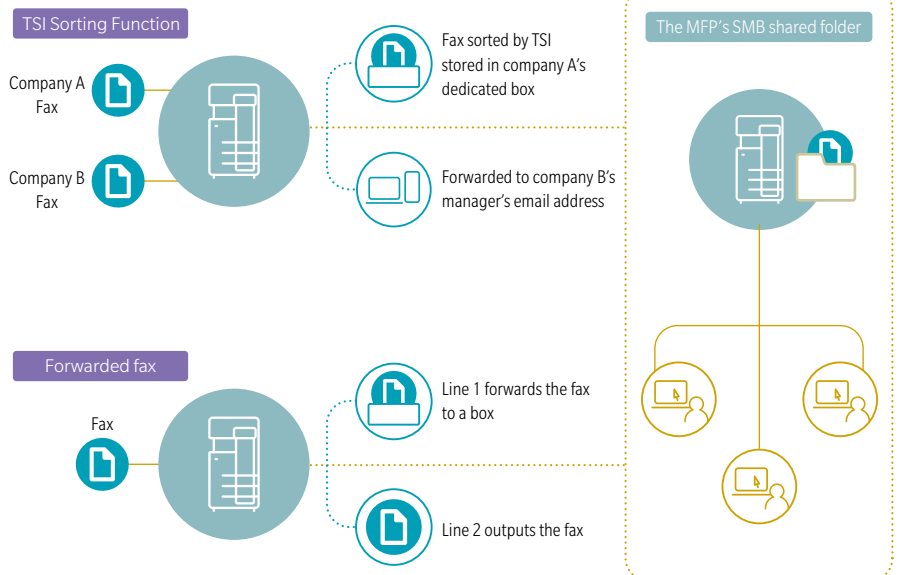 TSI Sorting Function
Company A
Fax
Company B
Fax
Fax sorted by TSI
stored in company A's
dedicated box
Forwarded to company B's
manager's email address
The MFP's SMB shared folder
Forwarded fax
Fax
Line 1 forwards the fax
to a box
Line 2 outputs the fax